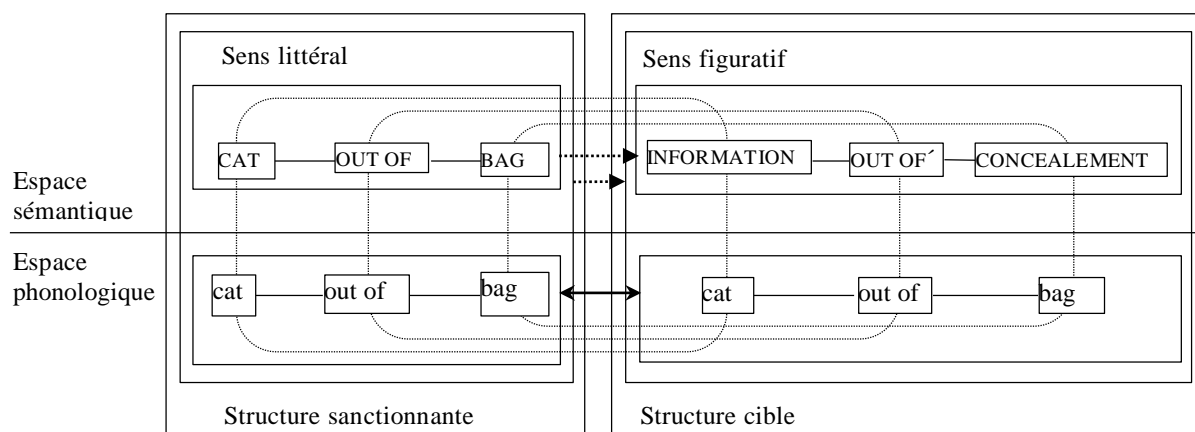 Sens littéral
Sens figuratif
CAT OUT OF BAG INFORMATION OUT OF´ CONCEALEMENT
Espace
sémantique
Espace
phonologique
cat out of bag cat out of bag
Structure sanctionnante
Structure cible